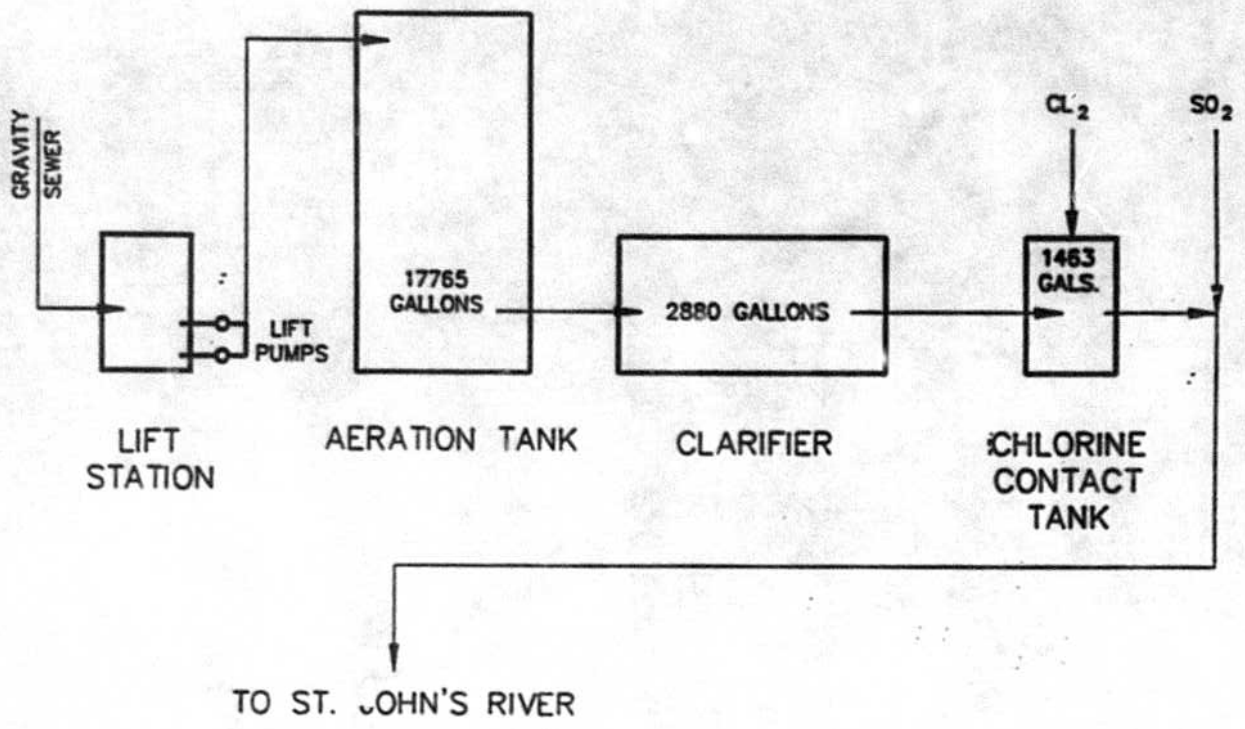 GRAVITY
SEWER
LIFT
PUMPS
17765
GALLONS
2880 GALLONS
CL2
SO2
1463
GALS.
LIFT
STATION
AERATION TANK
CLARIFIER
CHLORINE
CONTACT
TANK
TO ST. JOHN'S RIVER